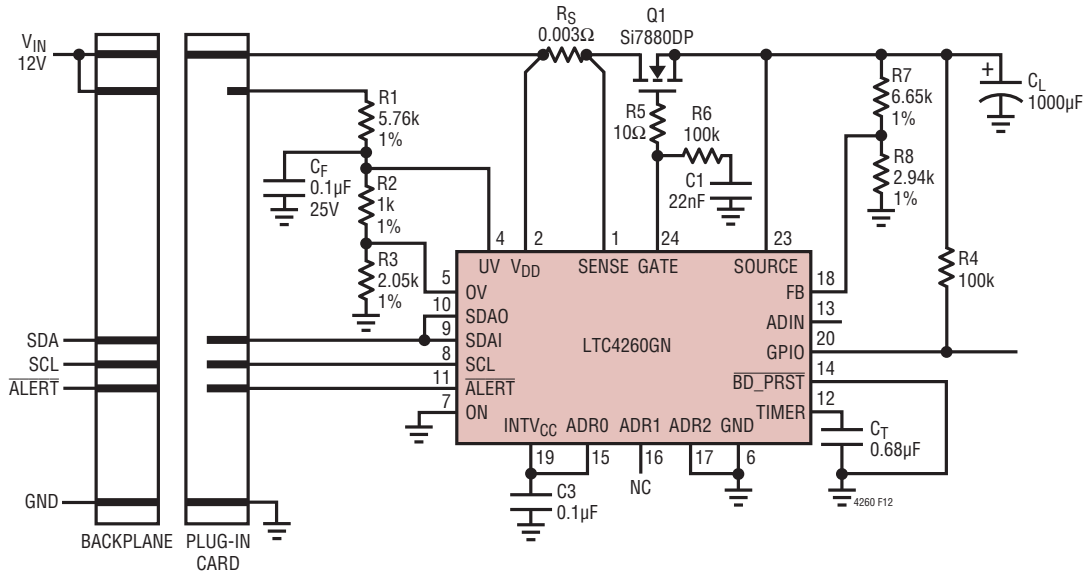 VIN
12V
RS
0.003Ω
Q1
Si7880DP
R1
5.76k
1%
R5
10Ω
R6
100k
R7
6.65k
1%
+
CL
1000µF
CF
0.1µF
25V
R2
1k
1%
C1
22nF
R8
2.94k
1%
R3
2.05k
1%
4
2
1
24
23
UV
VDD
SENSE
GATE
SOURCE
R4
100k
5
OV
FB
18
10
SDAO
ADIN
13
SDA
9
SDAI
LTC4260GN
GPIO
20
SCL
8
SCL
BD_PRST
14
ALERT
11
ALERT
TIMER
12
7
ON
INTVCC
ADR0
ADR1
ADR2
GND
CT
0.68µF
19
15
16
17
6
NC
C3
0.1µF
GND
4260 F12
BACKPLANE
PLUG-IN
CARD